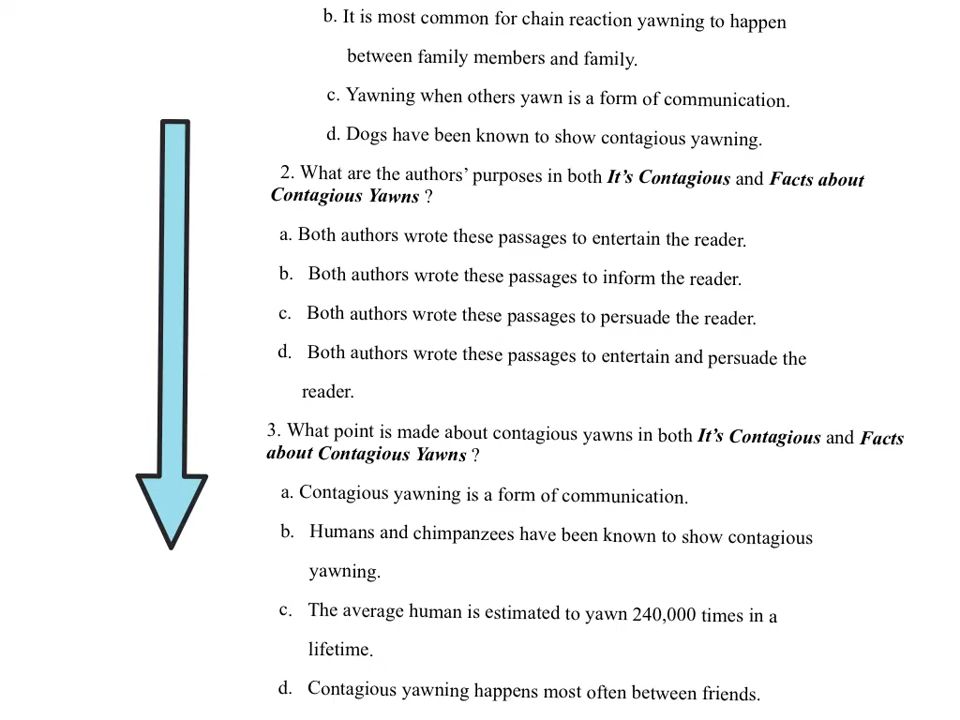 b. It is most common for chain reaction yawning to happen
between family members and family.
c. Yawning when others yawn is a form of communication.
d. Dogs have been known to show contagious yawning.
2. What are the authors' purposes in both It's Contagious and Facts about
Contagious Yawns ?
a. Both authors wrote these passages to entertain the reader.
b. Both authors wrote these passages to inform the reader.
c. Both authors wrote these passages to persuade the reader.
d. Both authors wrote these passages to entertain and persuade the
reader.
3. What point is made about contagious yawns in both It's Contagious and Facts
about Contagious Yawns ?
a. Contagious yawning is a form of communication.
b. Humans and chimpanzees have been known to show contagious
yawning.
c. The average human is estimated to yawn 240,000 times in a
lifetime.
d. Contagious yawning happens most often between friends.